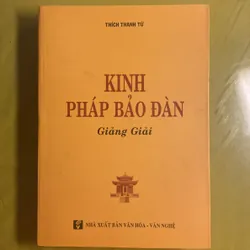 THÍCH THANH TỪ
KINH
PHÁP BẢO ĐÀN
Giảng Giải
NHÀ XUẤT BẢN VĂN HÓA - VĂN NGHỆ